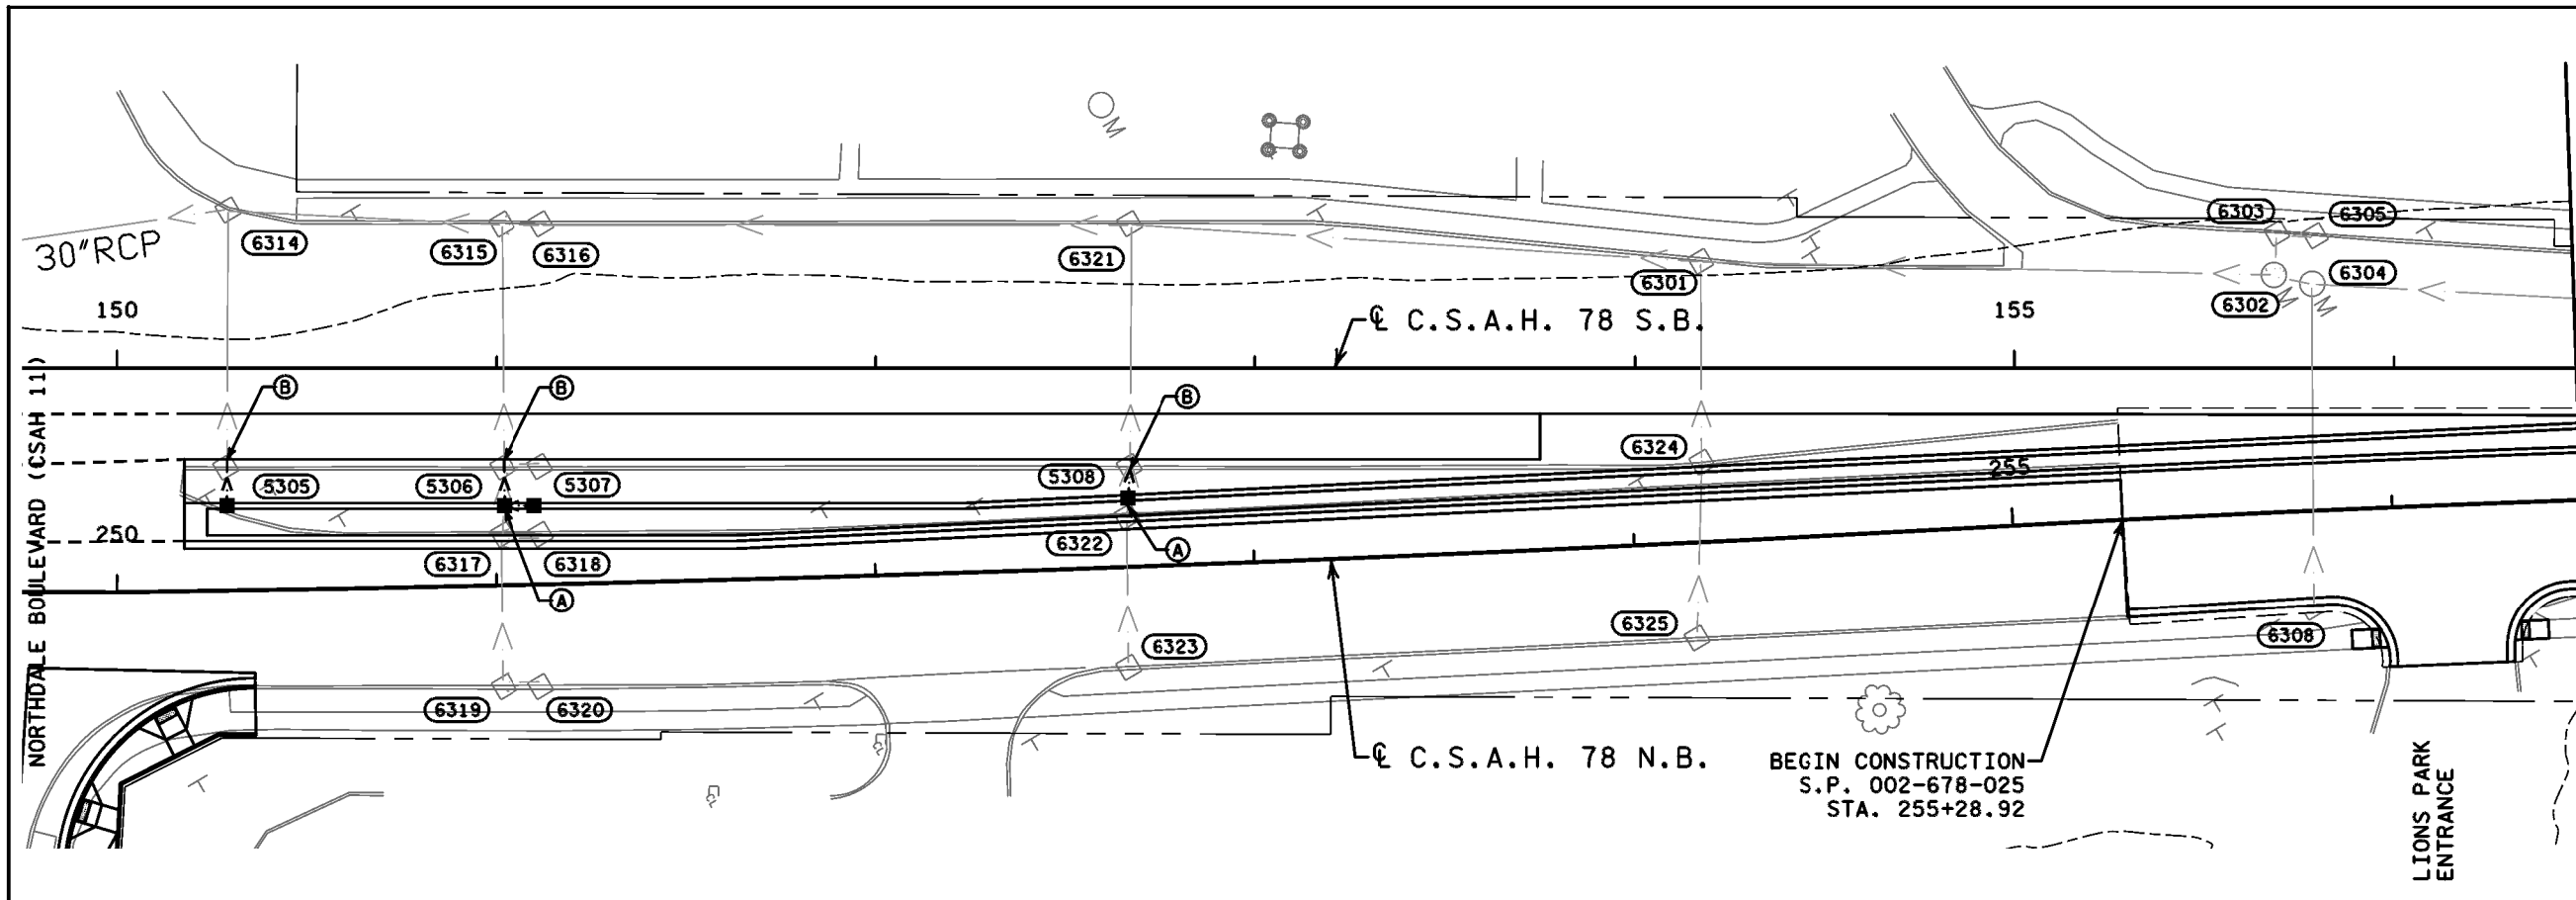 6303
6305
6314
6315
6316
6321
6301
6302
6304
30"RCP
M
M
M
150
155
℄ C.S.A.H. 78 S.B.
NORTHDALE BOULEVARD (CSAH 11)
B
B
B
5305
5306
5307
5308
6324
255
250
6317
6318
6322
A
A
6319
6320
6323
6325
6308
℄ C.S.A.H. 78 N.B.
BEGIN CONSTRUCTION
S.P. 002-678-025
STA. 255+28.92
LIONS PARK
ENTRANCE